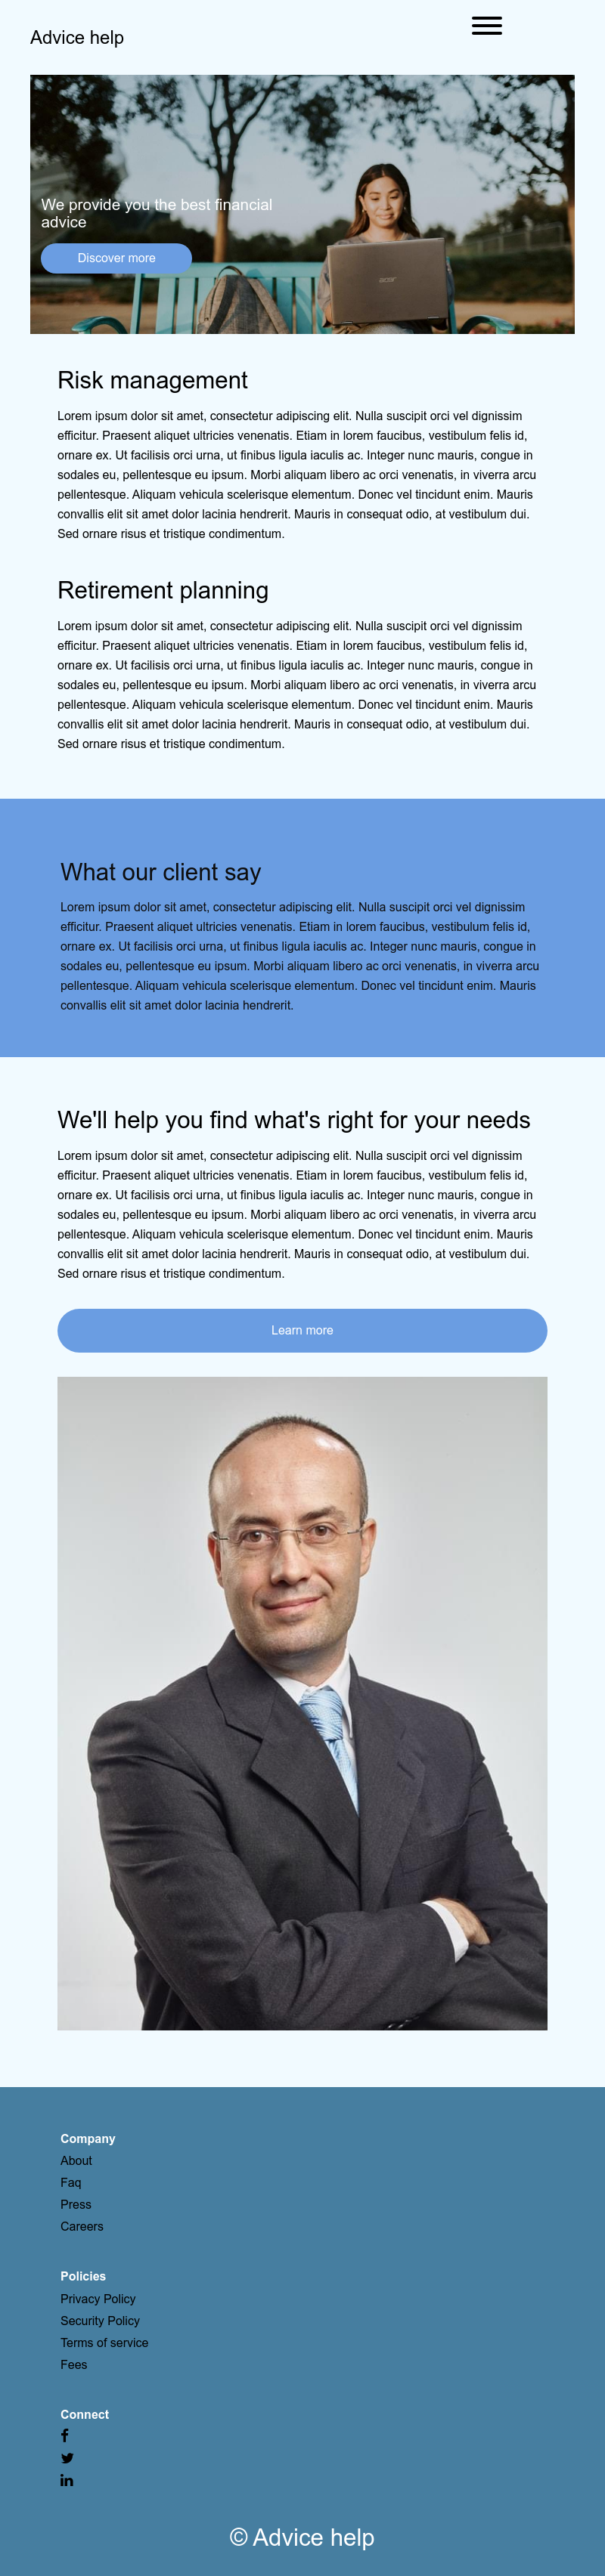 Advice help
We provide you the best financial
advice
Discover more
acer
Risk management
Lorem ipsum dolor sit amet, consectetur adipiscing elit. Nulla suscipit orci vel dignissim
efficitur. Praesent aliquet ultricies venenatis. Etiam in lorem faucibus, vestibulum felis id,
ornare ex. Ut facilisis orci urna, ut finibus ligula iaculis ac. Integer nunc mauris, congue in
sodales eu, pellentesque eu ipsum. Morbi aliquam libero ac orci venenatis, in viverra arcu
pellentesque. Aliquam vehicula scelerisque elementum. Donec vel tincidunt enim. Mauris
convallis elit sit amet dolor lacinia hendrerit. Mauris in consequat odio, at vestibulum dui.
Sed ornare risus et tristique condimentum.
Retirement planning
Lorem ipsum dolor sit amet, consectetur adipiscing elit. Nulla suscipit orci vel dignissim
efficitur. Praesent aliquet ultricies venenatis. Etiam in lorem faucibus, vestibulum felis id,
ornare ex. Ut facilisis orci urna, ut finibus ligula iaculis ac. Integer nunc mauris, congue in
sodales eu, pellentesque eu ipsum. Morbi aliquam libero ac orci venenatis, in viverra arcu
pellentesque. Aliquam vehicula scelerisque elementum. Donec vel tincidunt enim. Mauris
convallis elit sit amet dolor lacinia hendrerit. Mauris in consequat odio, at vestibulum dui.
Sed ornare risus et tristique condimentum.
What our client say
Lorem ipsum dolor sit amet, consectetur adipiscing elit. Nulla suscipit orci vel dignissim
efficitur. Praesent aliquet ultricies venenatis. Etiam in lorem faucibus, vestibulum felis id,
ornare ex. Ut facilisis orci urna, ut finibus ligula iaculis ac. Integer nunc mauris, congue in
sodales eu, pellentesque eu ipsum. Morbi aliquam libero ac orci venenatis, in viverra arcu
pellentesque. Aliquam vehicula scelerisque elementum. Donec vel tincidunt enim. Mauris
convallis elit sit amet dolor lacinia hendrerit.
We'll help you find what's right for your needs
Lorem ipsum dolor sit amet, consectetur adipiscing elit. Nulla suscipit orci vel dignissim
efficitur. Praesent aliquet ultricies venenatis. Etiam in lorem faucibus, vestibulum felis id,
ornare ex. Ut facilisis orci urna, ut finibus ligula iaculis ac. Integer nunc mauris, congue in
sodales eu, pellentesque eu ipsum. Morbi aliquam libero ac orci venenatis, in viverra arcu
pellentesque. Aliquam vehicula scelerisque elementum. Donec vel tincidunt enim. Mauris
convallis elit sit amet dolor lacinia hendrerit. Mauris in consequat odio, at vestibulum dui.
Sed ornare risus et tristique condimentum.
Learn more
Company
About
Faq
Press
Careers
Policies
Privacy Policy
Security Policy
Terms of service
Fees
Connect
© Advice help